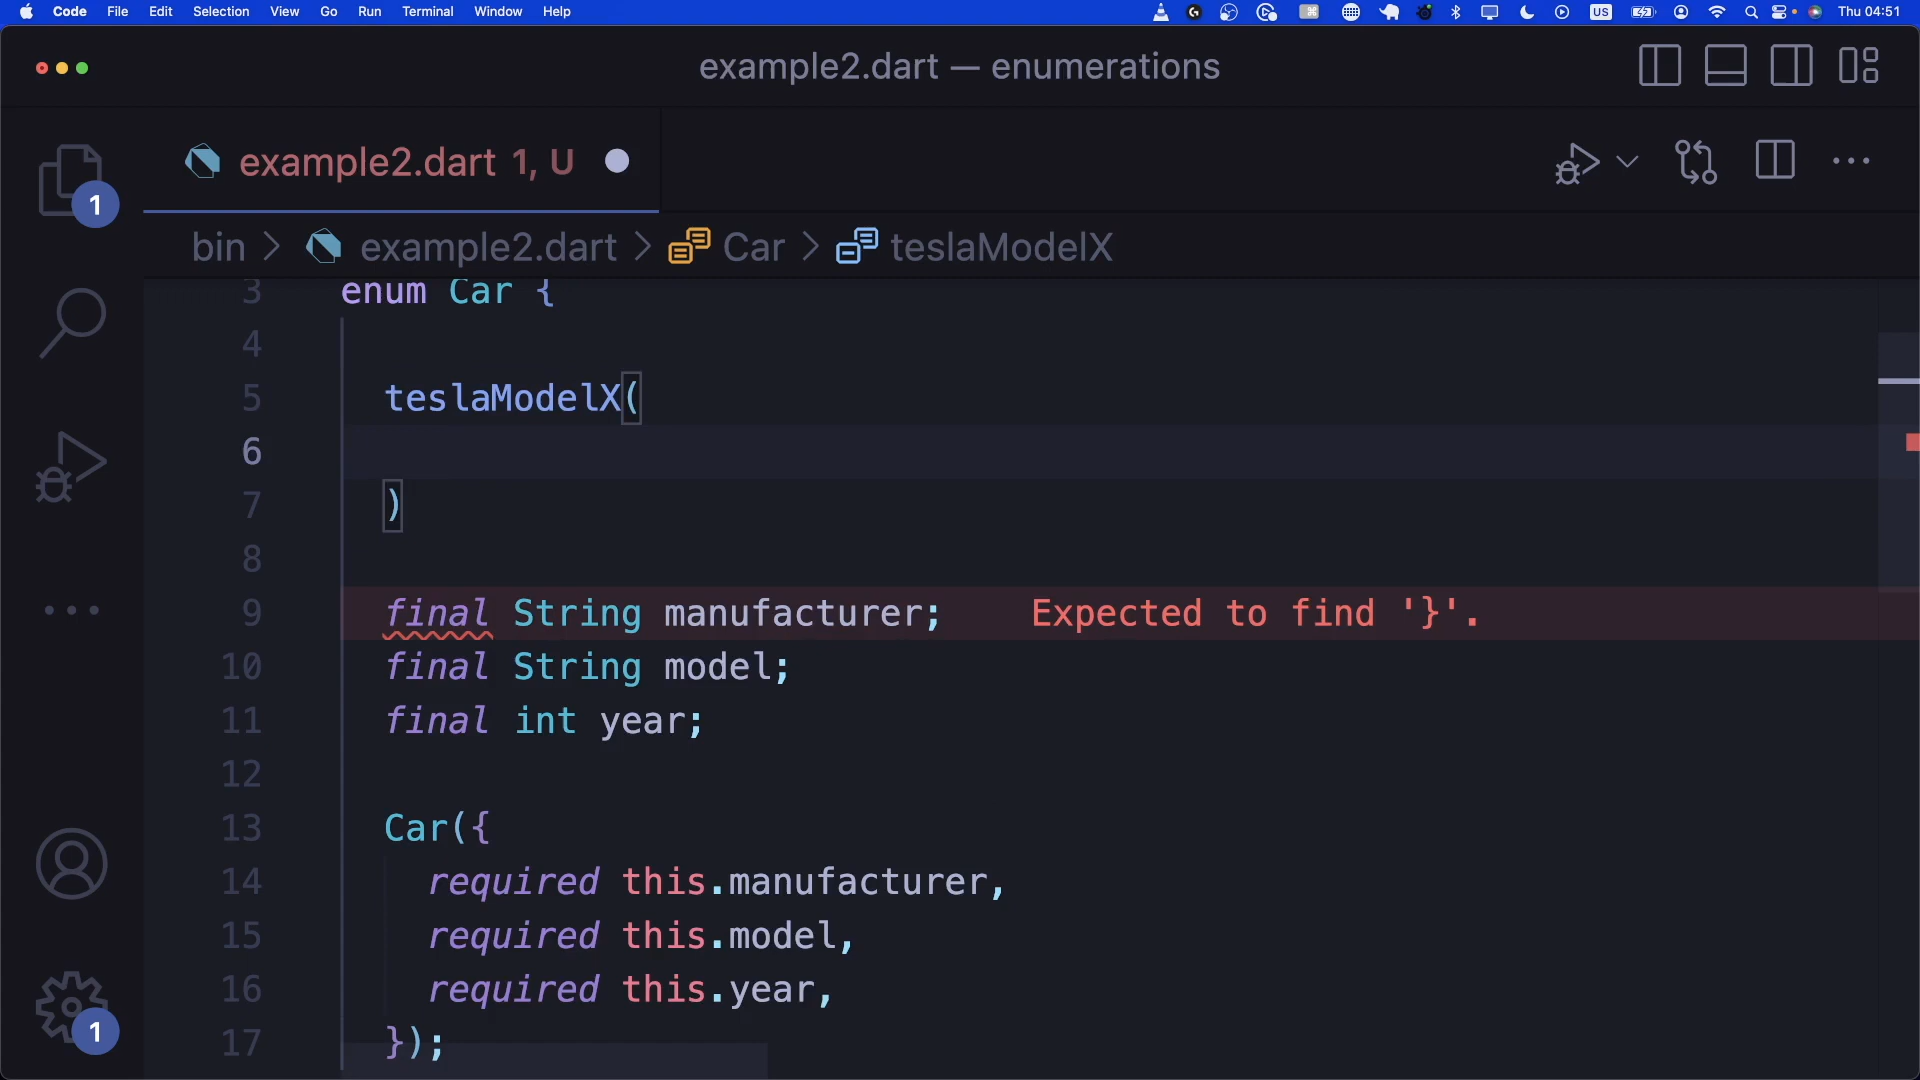 Code File Edit Selection View Go Run Terminal Window Help US Thu 04:51
example2.dart — enumerations
example2.dart 1, U
bin > example2.dart > Car > teslaModelX
3 enum Car {
4
5 teslaModelX(
6
7 )
8
9 final String manufacturer; Expected to find '}'.
10 final String model;
11 final int year;
12
13 Car({
14 required this.manufacturer,
15 required this.model,
16 required this.year,
17 });
1
1